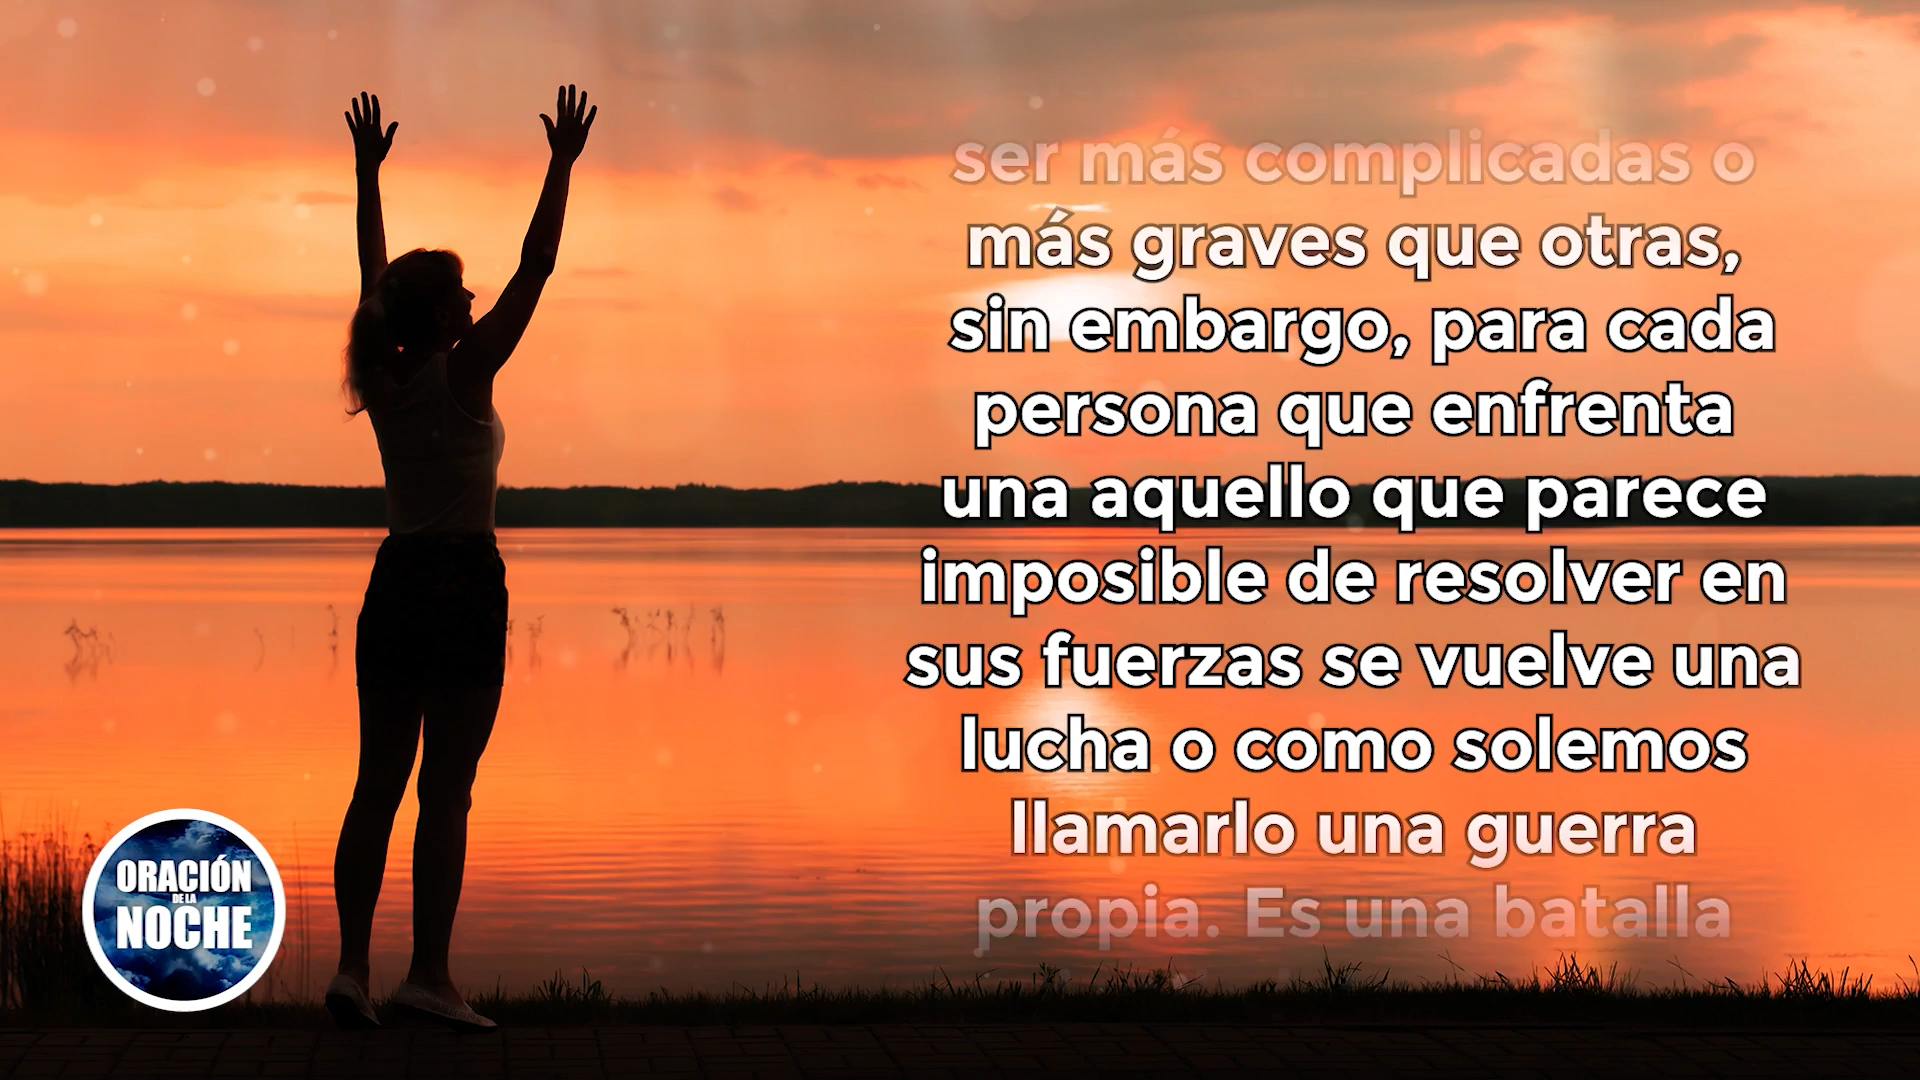 ser más complicadas o
más graves que otras,
sin embargo, para cada
persona que enfrenta
una aquello que parece
imposible de resolver en
sus fuerzas se vuelve una
lucha o como solemos
llamarlo una guerra
propia. Es una batalla
ORACIÓN
DE LA
NOCHE